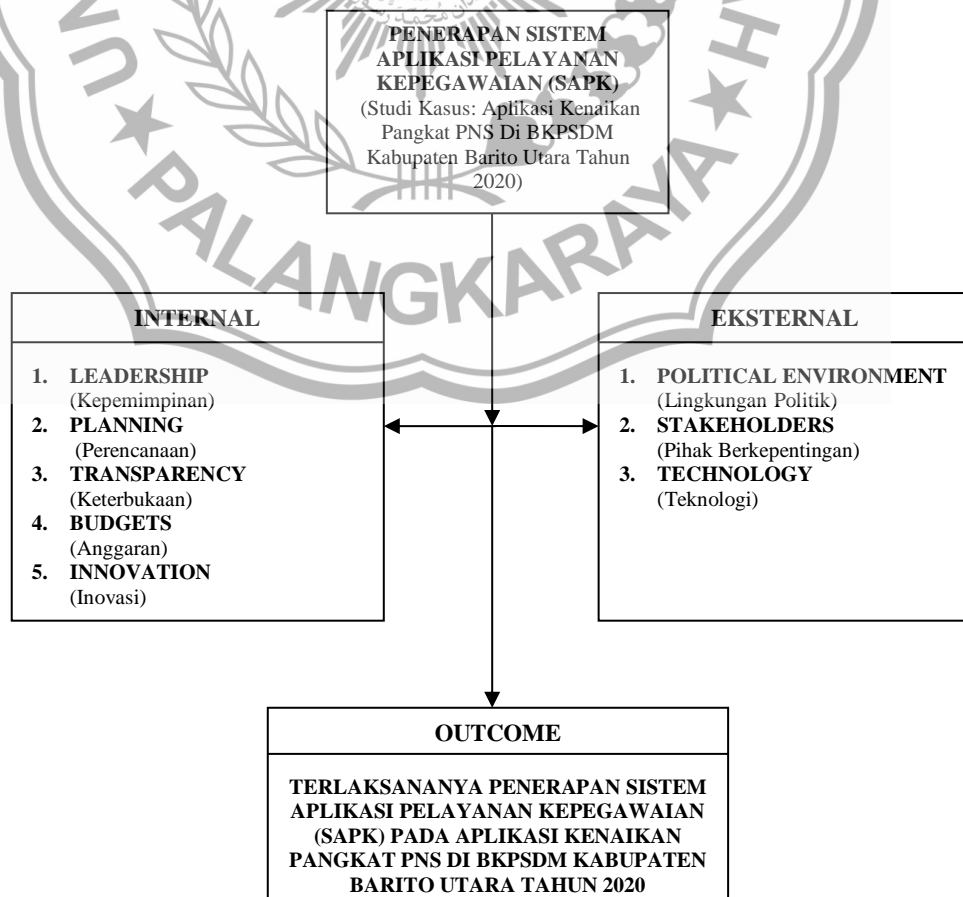 PENERAPAN SISTEM
APLIKASI PELAYANAN
KEPEGAWAIAN (SAPK)
(Studi Kasus: Aplikasi Kenaikan
Pangkat PNS Di BKPSDM
Kabupaten Barito Utara Tahun
2020)
PALANGKARAYA
INTERNAL
1. LEADERSHIP
(Kepemimpinan)
2. PLANNING
(Perencanaan)
3. TRANSPARENCY
(Keterbukaan)
4. BUDGETS
(Anggaran)
5. INNOVATION
(Inovasi)
EKSTERNAL
1. POLITICAL ENVIRONMENT
(Lingkungan Politik)
2. STAKEHOLDERS
(Pihak Berkepentingan)
3. TECHNOLOGY
(Teknologi)
OUTCOME
TERLAKSANANYA PENERAPAN SISTEM
APLIKASI PELAYANAN KEPEGAWAIAN
(SAPK) PADA APLIKASI KENAIKAN
PANGKAT PNS DI BKPSDM KABUPATEN
BARITO UTARA TAHUN 2020